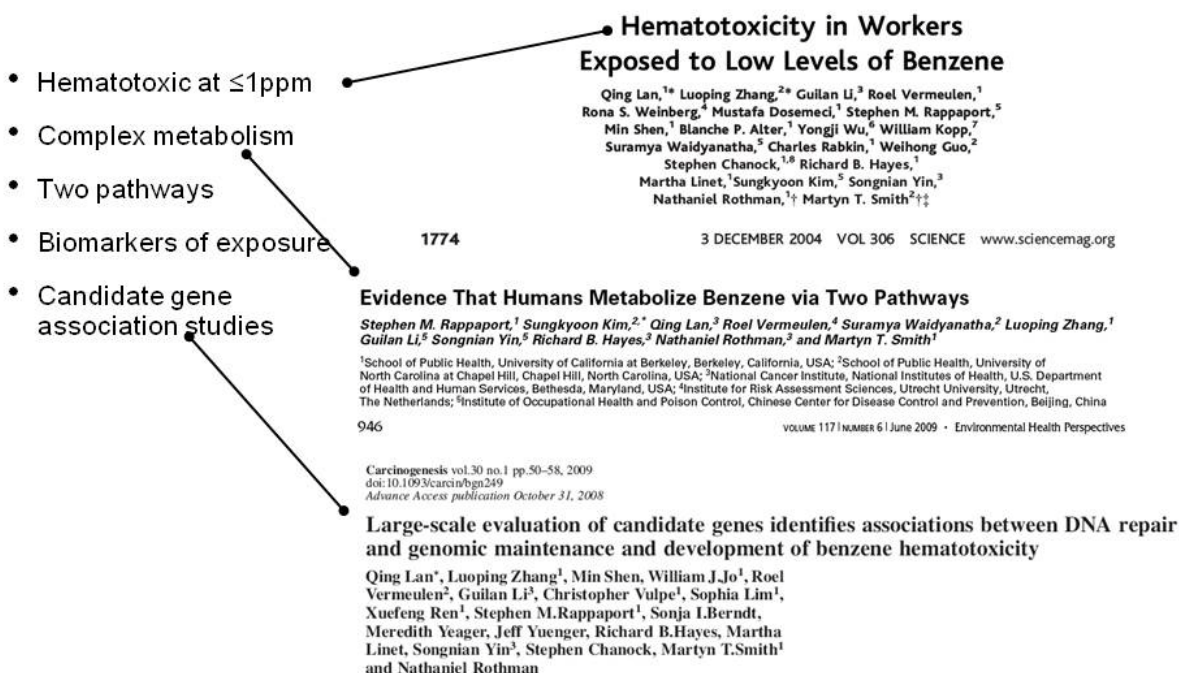 • Hematotoxic at ≤1ppm
• Complex metabolism
• Two pathways
• Biomarkers of exposure
• Candidate gene
association studies
Hematotoxicity in Workers
Exposed to Low Levels of Benzene
Qing Lan,¹* Luoping Zhang,²* Guilan Li,³ Roel Vermeulen,¹
Rona S. Weinberg,⁴ Mustafa Dosemeci,¹ Stephen M. Rappaport,⁵
Min Shen,¹ Blanche P. Alter,¹ Yongji Wu,⁶ William Kopp,⁷
Suramya Waidyanatha,⁵ Charles Rabkin,¹ Weihong Guo,²
Stephen Chanock,¹,⁸ Richard B. Hayes,¹
Martha Linet,¹Sungkyoon Kim,⁵ Songnian Yin,³
Nathaniel Rothman,¹† Martyn T. Smith²†‡
1774 3 DECEMBER 2004 VOL 306 SCIENCE www.sciencemag.org
Evidence That Humans Metabolize Benzene via Two Pathways
Stephen M. Rappaport,¹ Sungkyoon Kim,²,* Qing Lan,³ Roel Vermeulen,⁴ Suramya Waidyanatha,² Luoping Zhang,¹
Guilan Li,⁵ Songnian Yin,⁵ Richard B. Hayes,³ Nathaniel Rothman,³ and Martyn T. Smith¹
¹School of Public Health, University of California at Berkeley, Berkeley, California, USA; ²School of Public Health, University of
North Carolina at Chapel Hill, Chapel Hill, North Carolina, USA; ³National Cancer Institute, National Institutes of Health, U.S. Department
of Health and Human Services, Bethesda, Maryland, USA; ⁴Institute for Risk Assessment Sciences, Utrecht University, Utrecht,
The Netherlands; ⁵Institute of Occupational Health and Poison Control, Chinese Center for Disease Control and Prevention, Beijing, China
946 VOLUME 117 | NUMBER 6 | June 2009 • Environmental Health Perspectives
Carcinogenesis vol.30 no.1 pp.50–58, 2009
doi:10.1093/carcin/bgn249
Advance Access publication October 31, 2008
Large-scale evaluation of candidate genes identifies associations between DNA repair
and genomic maintenance and development of benzene hematotoxicity
Qing Lan*, Luoping Zhang¹, Min Shen, William J.Jo¹, Roel
Vermeulen², Guilan Li³, Christopher Vulpe¹, Sophia Lim¹,
Xuefeng Ren¹, Stephen M.Rappaport¹, Sonja I.Berndt,
Meredith Yeager, Jeff Yuenger, Richard B.Hayes, Martha
Linet, Songnian Yin³, Stephen Chanock, Martyn T.Smith¹
and Nathaniel Rothman